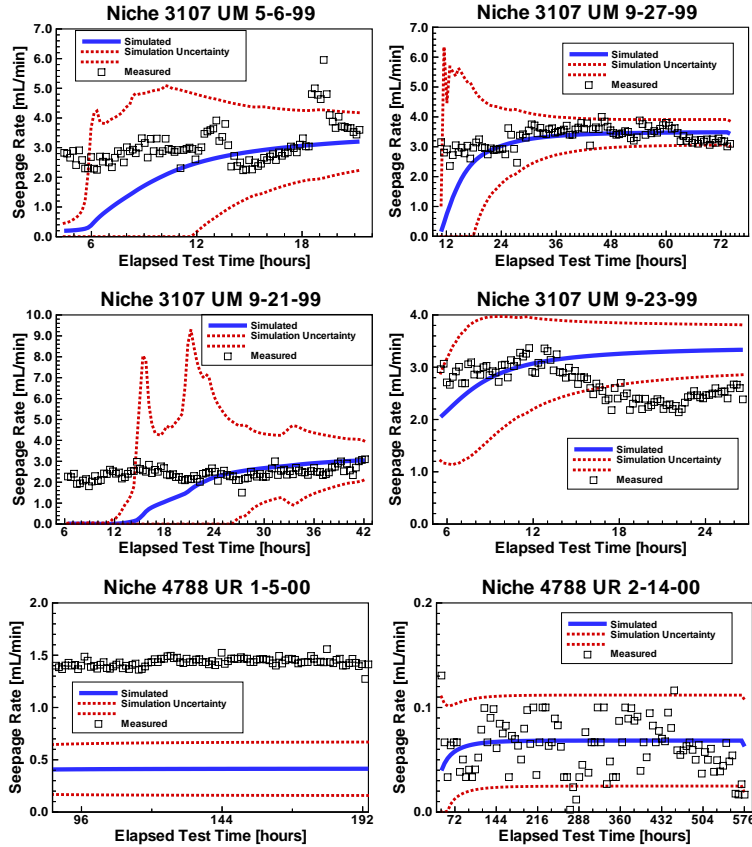 Niche 3107 UM 5-6-99
Seepage Rate [mL/min]
7.0
6.0
5.0
4.0
3.0
2.0
1.0
0.0
Simulated
Simulation Uncertainty
Measured
6 12 18
Elapsed Test Time [hours]
Niche 3107 UM 9-27-99
Seepage Rate [mL/min]
7.0
6.0
5.0
4.0
3.0
2.0
1.0
0.0
Simulated
Simulation Uncertainty
Measured
12 24 36 48 60 72
Elapsed Test Time [hours]
Niche 3107 UM 9-21-99
Seepage Rate [mL/min]
10.0
9.0
8.0
7.0
6.0
5.0
4.0
3.0
2.0
1.0
0.0
Simulated
Simulation Uncertainty
Measured
6 12 18 24 30 36 42
Elapsed Test Time [hours]
Niche 3107 UM 9-23-99
Seepage Rate [mL/min]
4.0
3.0
2.0
1.0
0.0
Simulated
Simulation Uncertainty
Measured
6 12 18 24
Elapsed Test Time [hours]
Niche 4788 UR 1-5-00
Seepage Rate [mL/min]
2.0
1.5
1.0
0.5
0.0
Simulated
Simulation Uncertainty
Measured
96 144 192
Elapsed Test Time [hours]
Niche 4788 UR 2-14-00
Seepage Rate [mL/min]
0.2
0.1
0.0
Simulated
Simulation Uncertainty
Measured
72 144 216 288 360 432 504 576
Elapsed Test Time [hours]